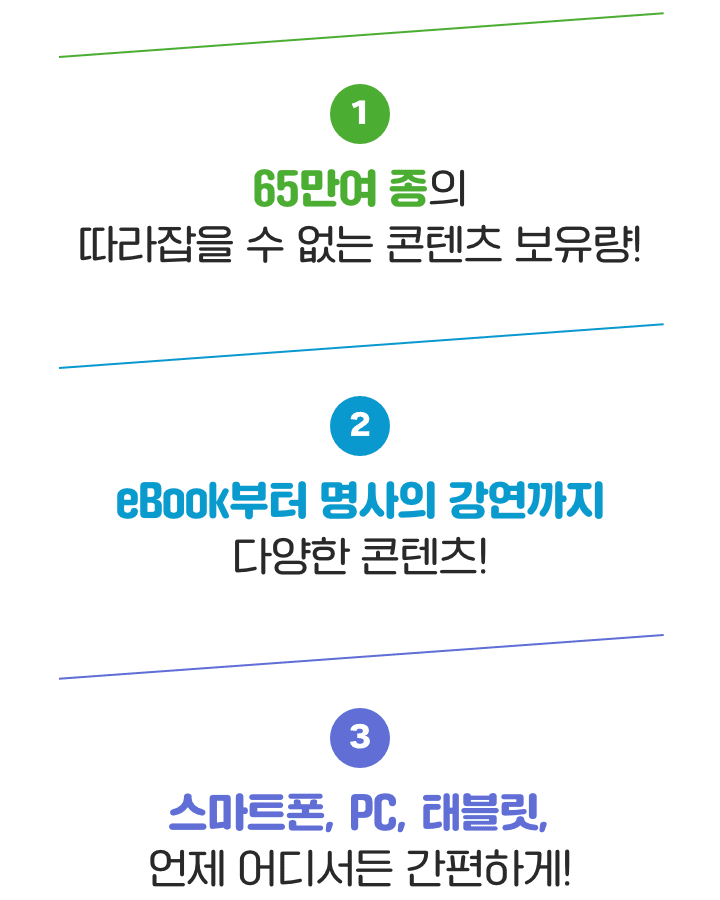 1
65만여 종의
따라잡을 수 없는 콘텐츠 보유량!
2
eBook부터 명사의 강연까지
다양한 콘텐츠!
3
스마트폰, PC, 태블릿,
언제 어디서든 간편하게!